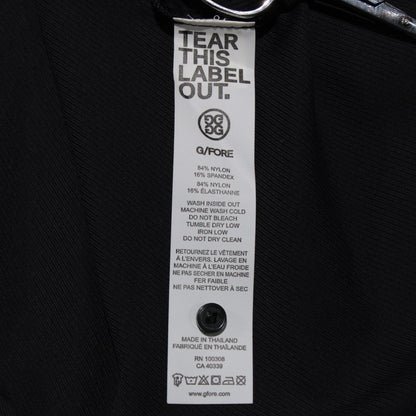 TEAR
THIS
LABEL
OUT.
G/FORE
84% NYLON
16% SPANDEX
84% NYLON
16% ÉLASTHANNE
WASH INSIDE OUT
MACHINE WASH COLD
DO NOT BLEACH
TUMBLE DRY LOW
IRON LOW
DO NOT DRY CLEAN
RETOURNEZ LE VÊTEMENT
À L'ENVERS. LAVAGE EN
MACHINE À L'EAU FROIDE
NE PAS SECHER EN MACHINE
FER FAIBLE
NE PAS NETTOYER À SEC
MADE IN THAILAND
FABRIQUÉ EN THAÏLANDE
RN 100308
CA 40339
www.gfore.com